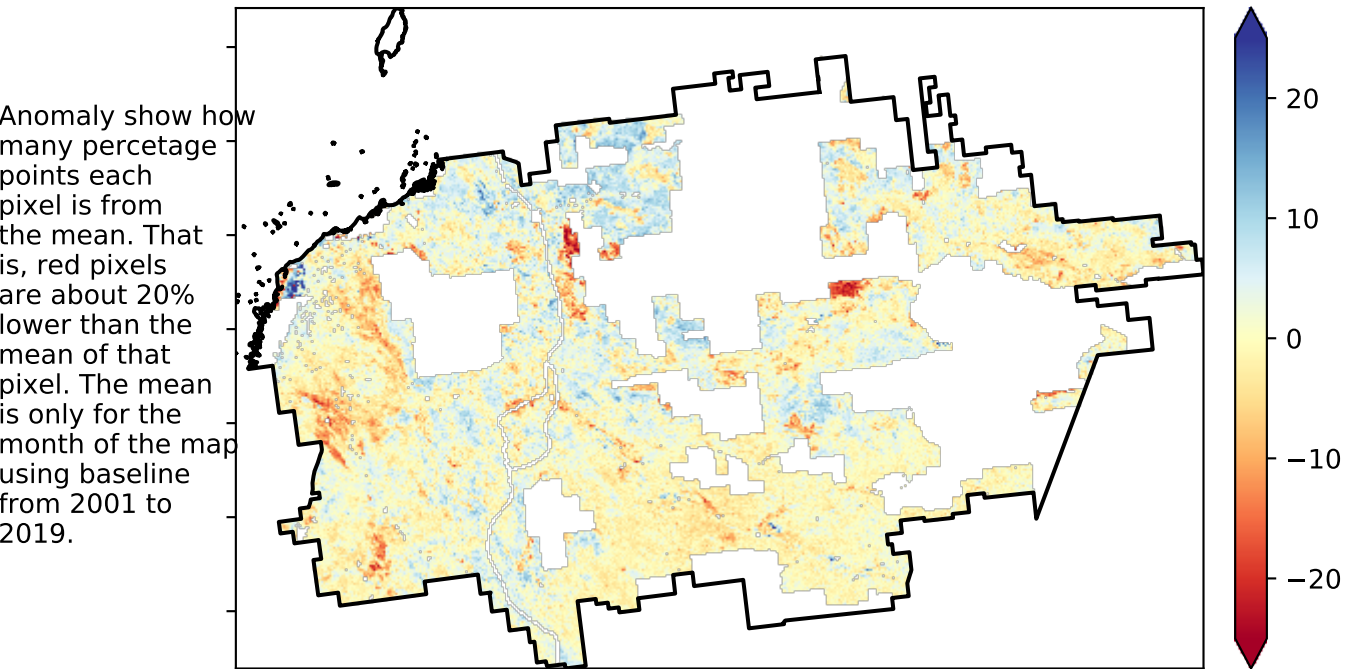 Anomaly show how
many percetage
points each
pixel is from
the mean. That
is, red pixels
are about 20%
lower than the
mean of that
pixel. The mean
is only for the
month of the map
using baseline
from 2001 to
2019.
20
10
0
−10
−20